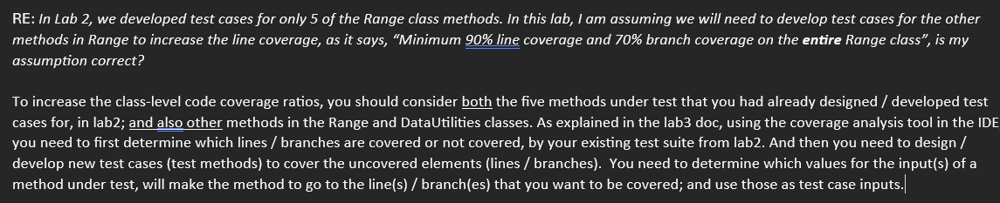 RE: In Lab 2, we developed test cases for only 5 of the Range class methods. In this lab, I am assuming we will need to develop test cases for the other
methods in Range to increase the line coverage, as it says, “Minimum 90% line coverage and 70% branch coverage on the entire Range class”, is my
assumption correct?
To increase the class-level code coverage ratios, you should consider both the five methods under test that you had already designed / developed test
cases for, in lab2; and also other methods in the Range and DataUtilities classes. As explained in the lab3 doc, using the coverage analysis tool in the IDE
you need to first determine which lines / branches are covered or not covered, by your existing test suite from lab2. And then you need to design /
develop new test cases (test methods) to cover the uncovered elements (lines / branches).  You need to determine which values for the input(s) of a
method under test, will make the method to go to the line(s) / branch(es) that you want to be covered; and use those as test case inputs.